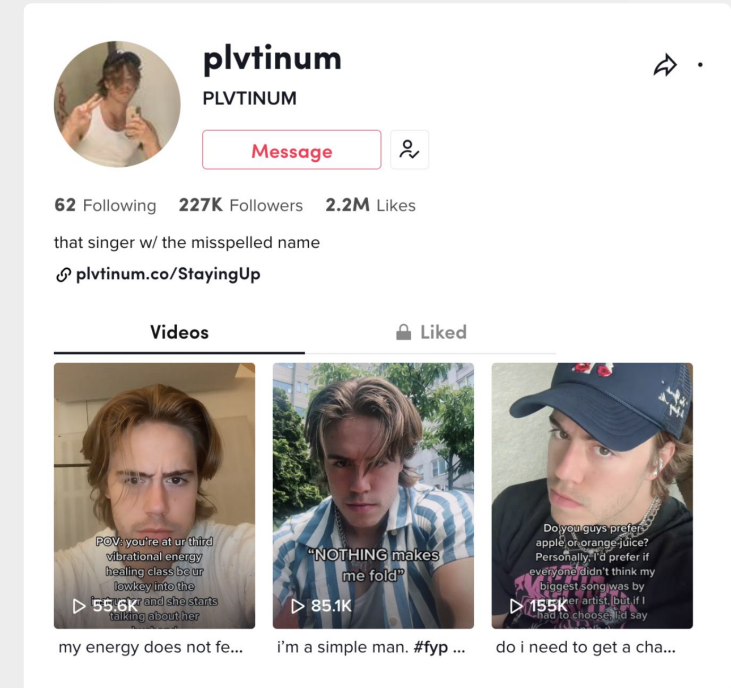 plvtinum
PLVTINUM
Message
62 Following 227K Followers 2.2M Likes
that singer w/ the misspelled name
plvtinum.co/StayingUp
Videos
Liked
POV: you're at ur third
vibrational energy
healing class bc ur
lowkey into the
and she starts
talking about her
55.6K
my energy does not fe...
"NOTHING makes
me fold"
85.1K
i'm a simple man. #fyp ...
Do you guys prefer
apple or orange juice?
Personally, I'd prefer if
everyone didn't think my
biggest song was by
artist, but if I
had to choose, I'd say
155K
do i need to get a cha...